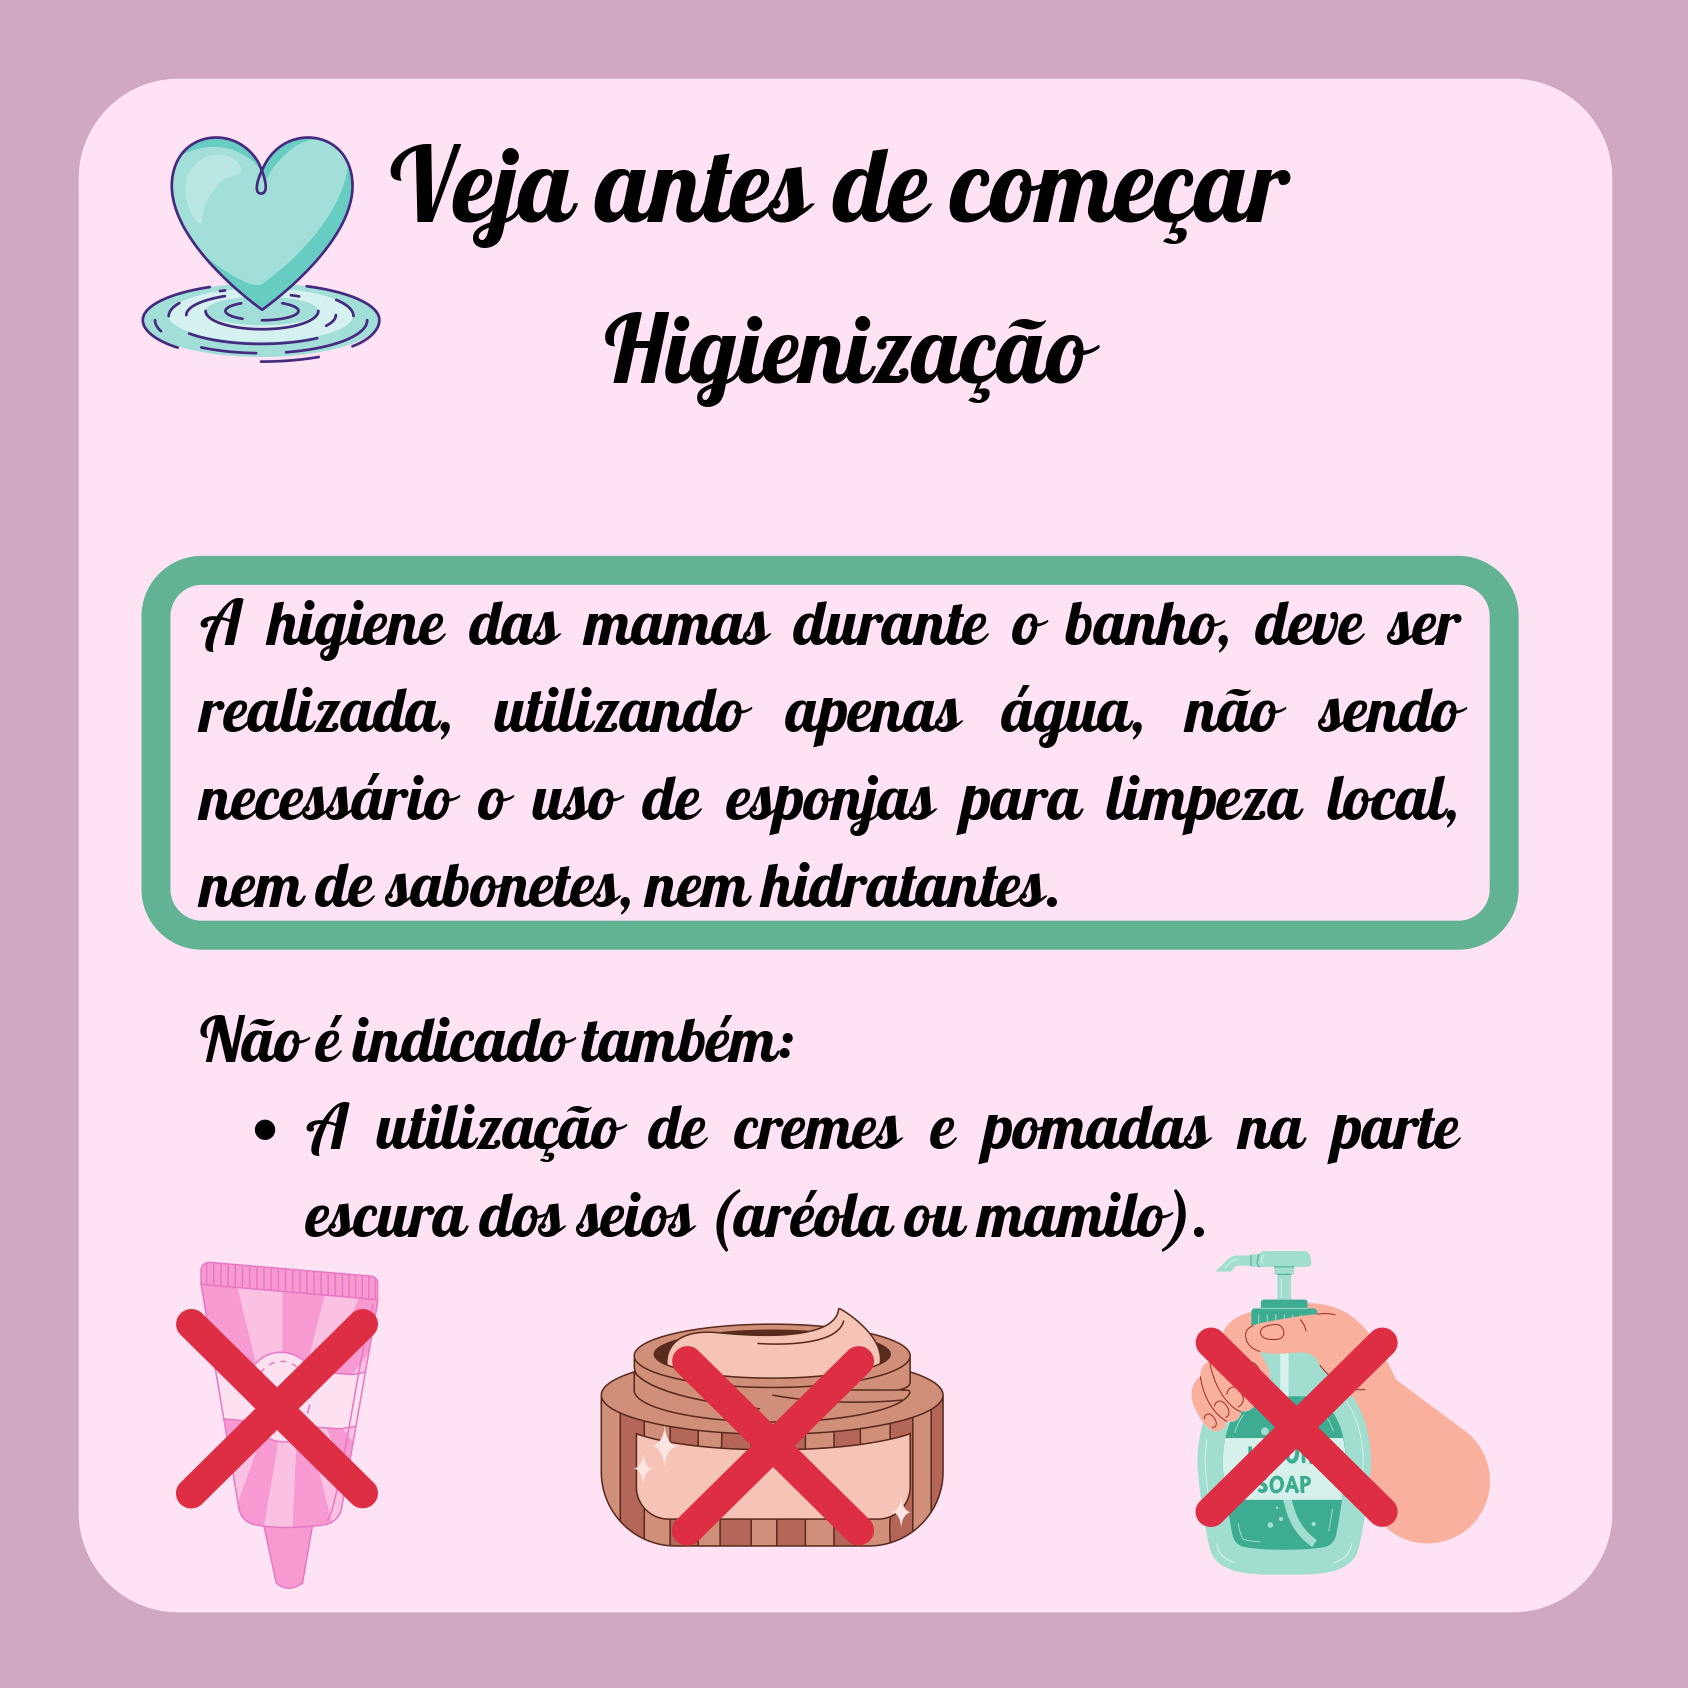 Veja antes de começar
Higienização
A higiene das mamas durante o banho, deve ser
realizada, utilizando apenas água, não sendo
necessário o uso de esponjas para limpeza local,
nem de sabonetes, nem hidratantes.
Não é indicado também:
• A utilização de cremes e pomadas na parte
escura dos seios (aréola ou mamilo).
SOAP